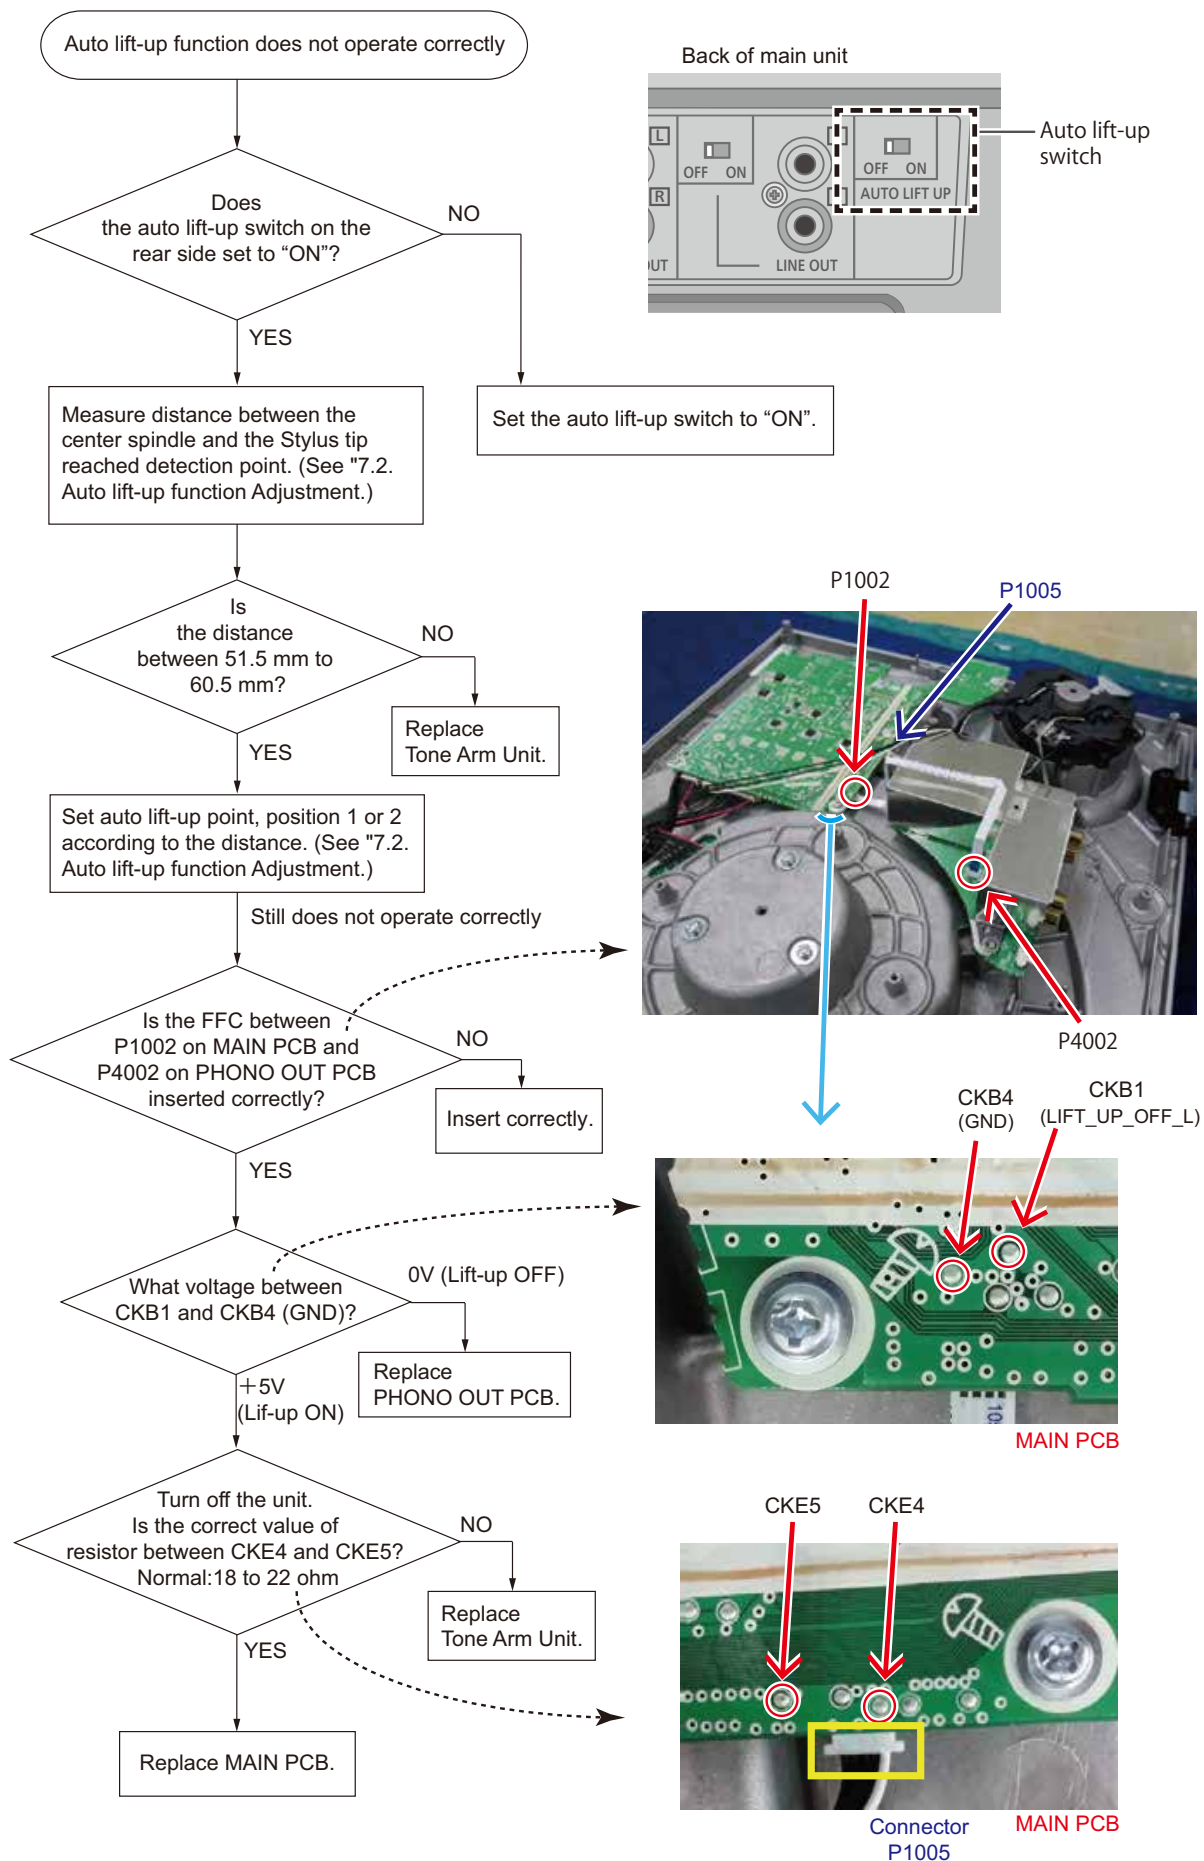 Auto lift-up function does not operate correctly
Back of main unit
L
R
OFF ON
OUT
LINE OUT
OFF ON
AUTO LIFT UP
Auto lift-up
switch
Does
the auto lift-up switch on the
rear side set to “ON”?
NO
YES
Set the auto lift-up switch to “ON”.
Measure distance between the
center spindle and the Stylus tip
reached detection point. (See "7.2.
Auto lift-up function Adjustment.)
Is
the distance
between 51.5 mm to
60.5 mm?
NO
Replace
Tone Arm Unit.
YES
Set auto lift-up point, position 1 or 2
according to the distance. (See "7.2.
Auto lift-up function Adjustment.)
Still does not operate correctly
P1002
P1005
P4002
Is the FFC between
P1002 on MAIN PCB and
P4002 on PHONO OUT PCB
inserted correctly?
NO
Insert correctly.
YES
CKB4
(GND)
CKB1
(LIFT_UP_OFF_L)
MAIN PCB
What voltage between
CKB1 and CKB4 (GND)?
0V (Lift-up OFF)
Replace
PHONO OUT PCB.
+5V
(Lif-up ON)
Turn off the unit.
Is the correct value of
resistor between CKE4 and CKE5?
Normal:18 to 22 ohm
NO
Replace
Tone Arm Unit.
YES
Replace MAIN PCB.
CKE5
CKE4
Connector
P1005
MAIN PCB